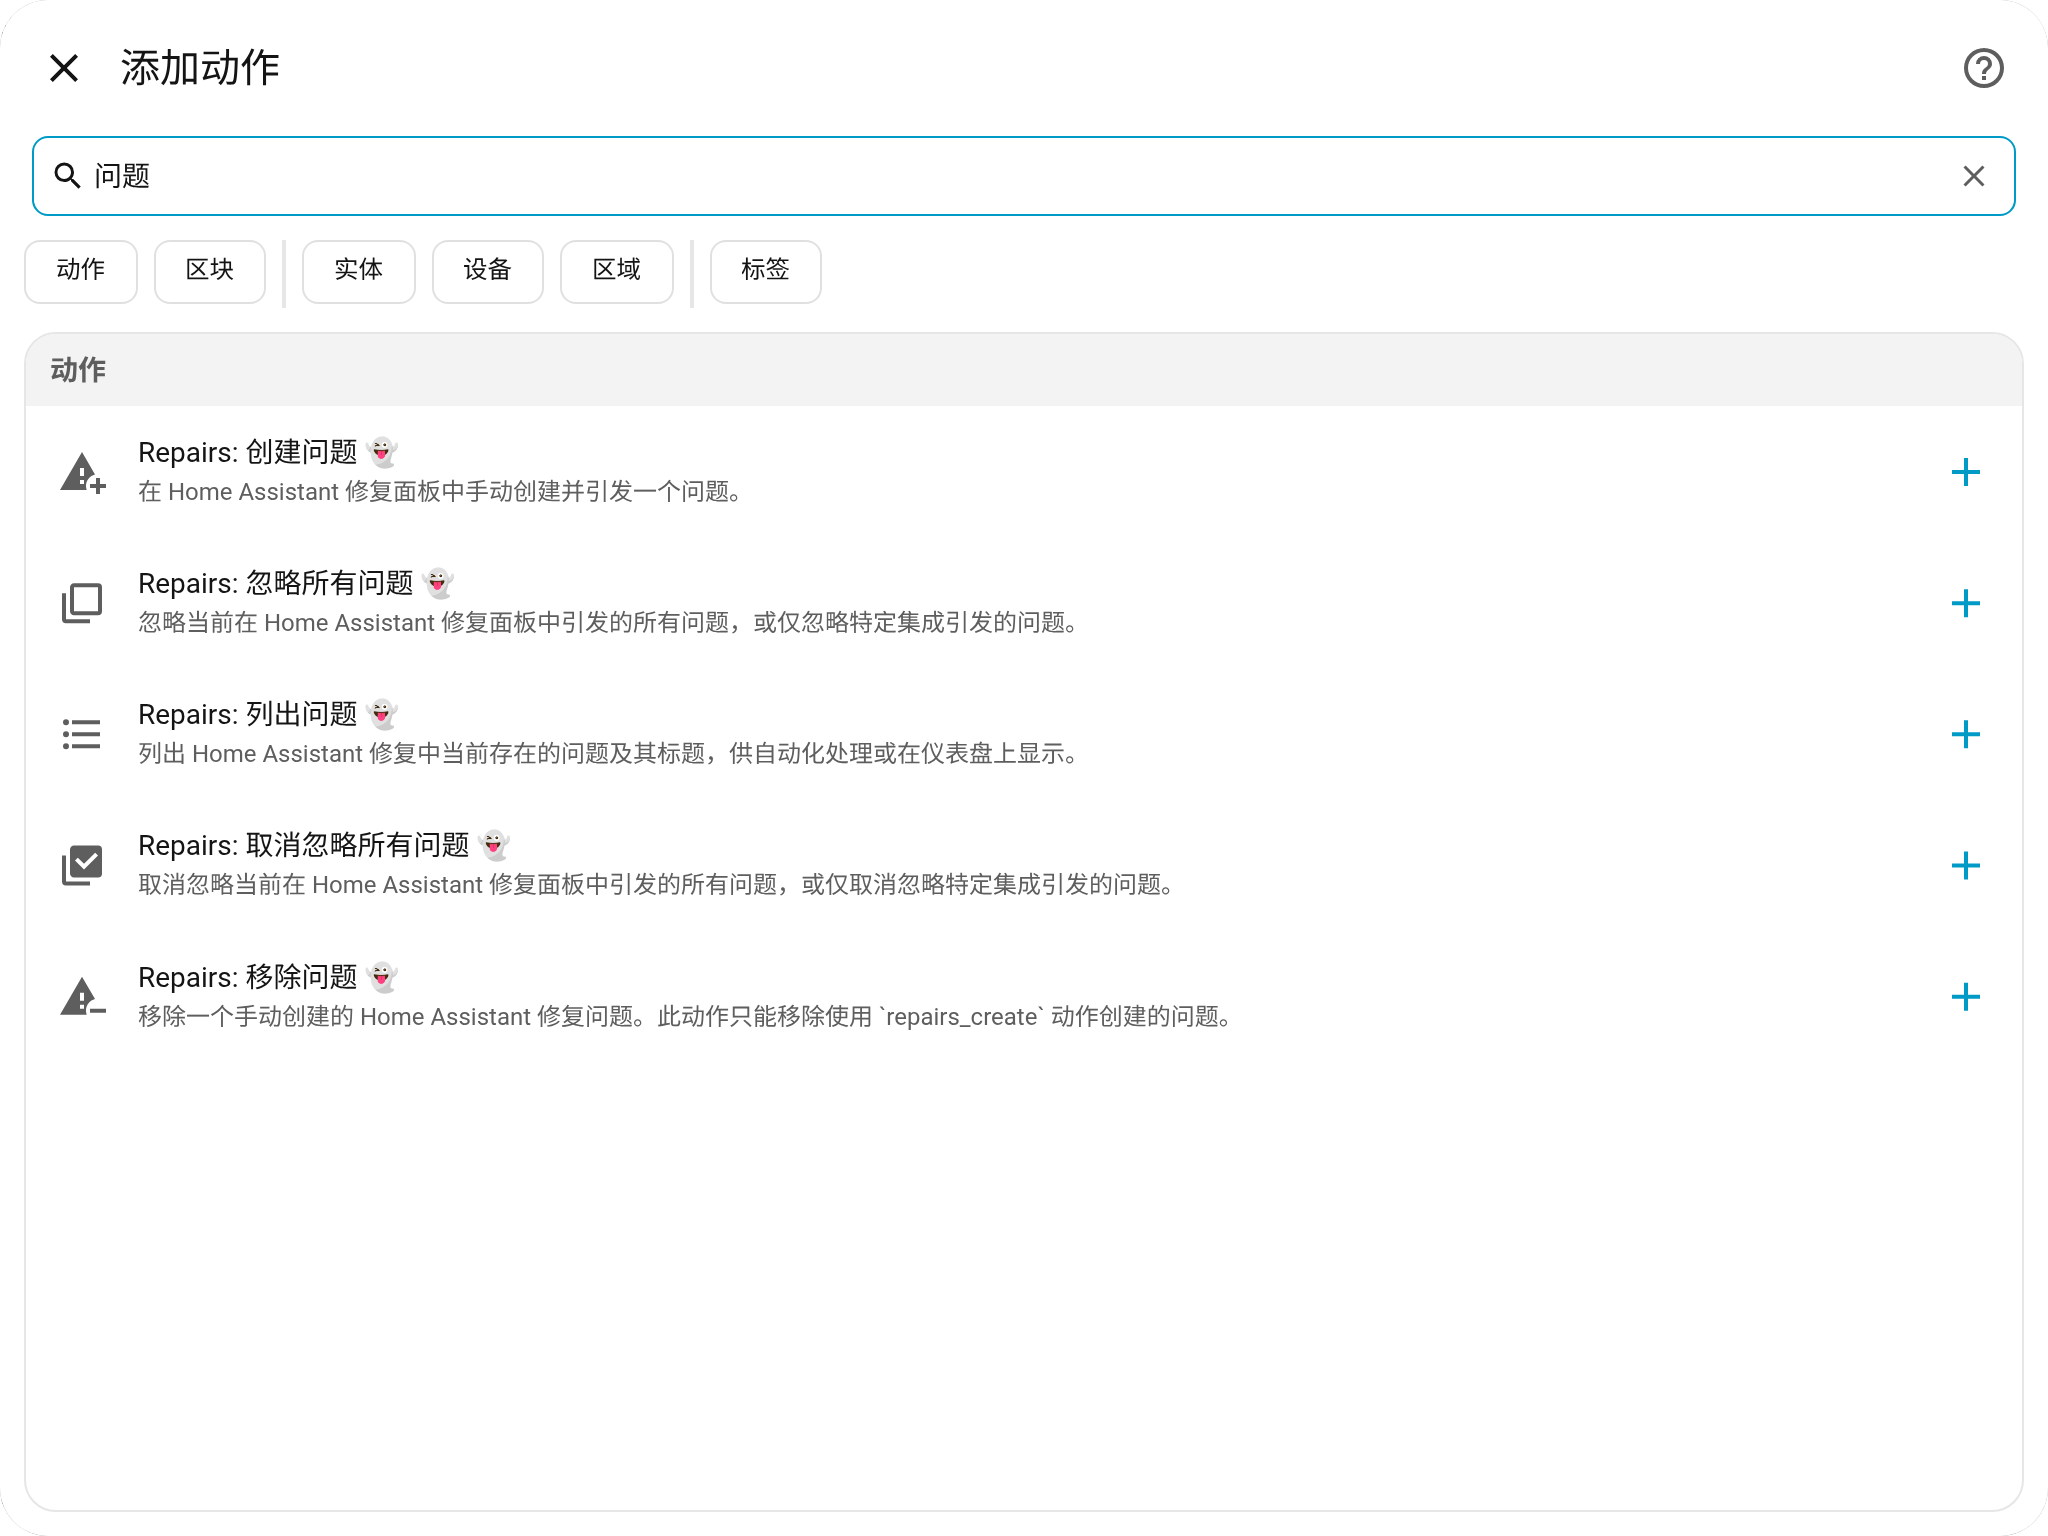 添加动作
问题
动作 区块 实体 设备 区域 标签
动作
Repairs: 创建问题 👻
在 Home Assistant 修复面板中手动创建并引发一个问题。
Repairs: 忽略所有问题 👻
忽略当前在 Home Assistant 修复面板中引发的所有问题，或仅忽略特定集成引发的问题。
Repairs: 列出问题 👻
列出 Home Assistant 修复中当前存在的问题及其标题，供自动化处理或在仪表盘上显示。
Repairs: 取消忽略所有问题 👻
取消忽略当前在 Home Assistant 修复面板中引发的所有问题，或仅取消忽略特定集成引发的问题。
Repairs: 移除问题 👻
移除一个手动创建的 Home Assistant 修复问题。此动作只能移除使用 `repairs_create` 动作创建的问题。